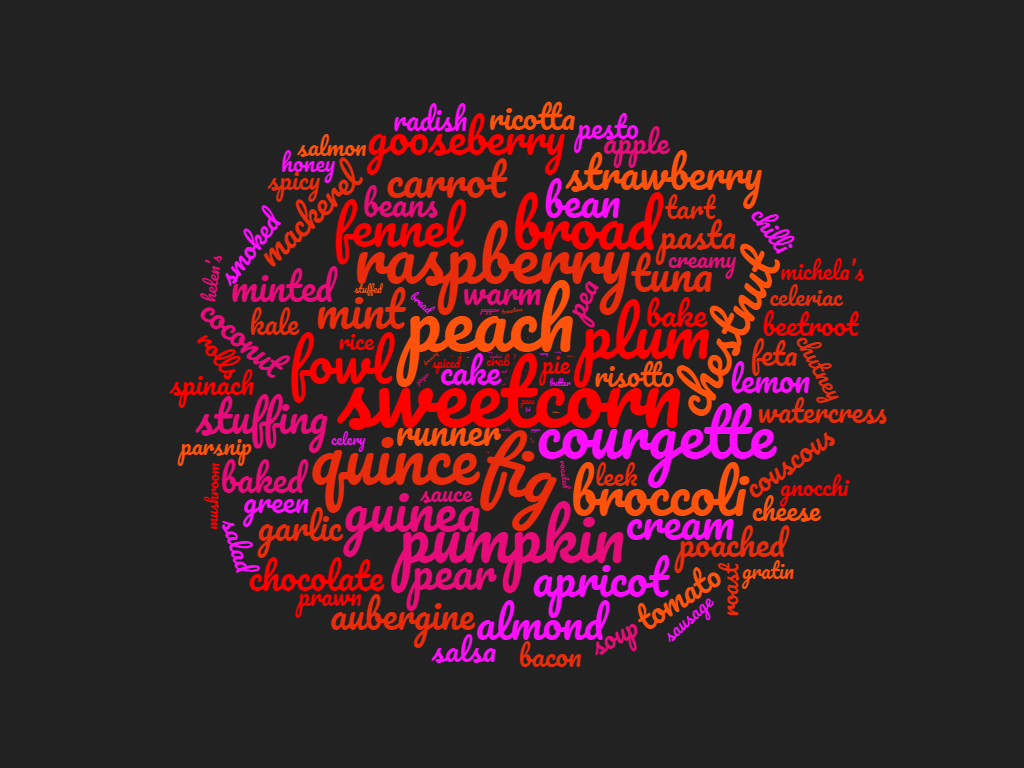 radish
ricotta
pesto
gooseberry
apple
salmon
honey
spicy
mackerel
carrot
strawberry
beans
bean
tart
chilli
smoked
fennel
broad
pasta
raspberry
tuna
creamy
michela's
helen's
minted
stuffed
bread
warm
pea
chestnut
celeriac
coconut
kale
mint
peach
plum
bake
beetroot
rice
feta
chutney
rolly
fowl
spiced
crab
cake
pie
butter
risotto
lemon
spinach
sweetcorn
watercress
stuffing
celery
runner
courgette
parsnip
quince
fig
roasted
leek
couscous
mushroom
baked
sauce
broccoli
gnocchi
green
garlic
guinea
cream
cheese
salad
pumpkin
poached
chocolate
pear
apricot
tomato
roast
gratin
prawn
aubergine
almond
soup
sausage
salsa
bacon